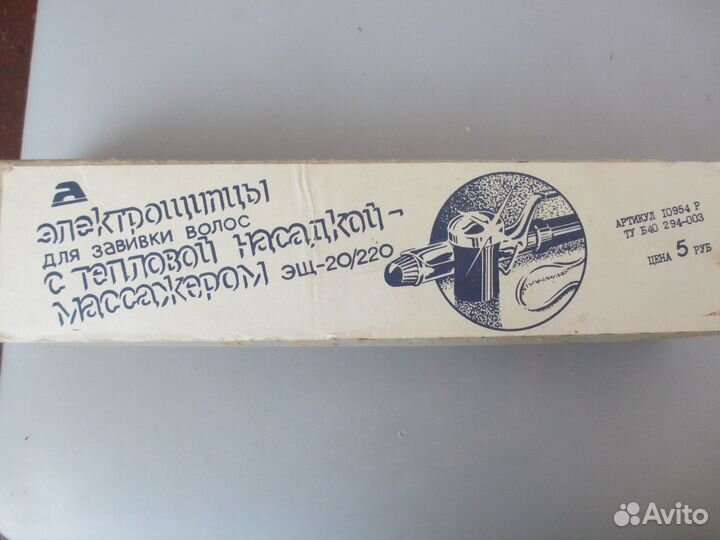 электрощипцы
для завивки волос
с тепловой насадкой-
массажером ЭЩ-20/220
АРТИКУЛ I0954 Р
ТУ Б40 294-003
ЦЕНА 5 РУБ
Avito